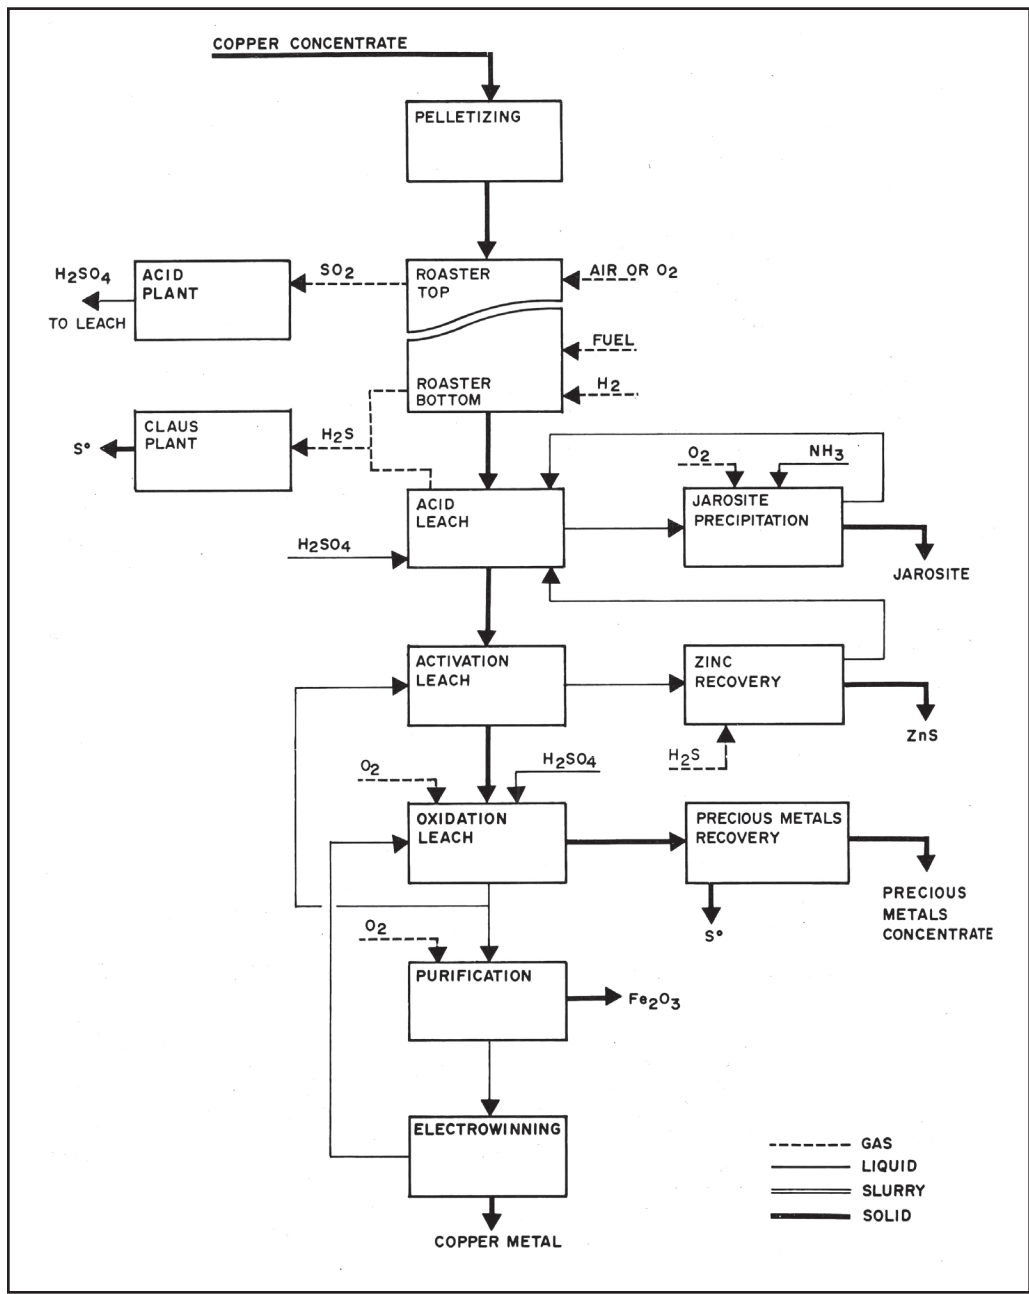 COPPER CONCENTRATE
PELLETIZING
H₂SO₄
TO LEACH
ACID
PLANT
SO₂
ROASTER
TOP
AIR OR O₂
FUEL
ROASTER
BOTTOM
H₂
S°
CLAUS
PLANT
H₂S
ACID
LEACH
H₂SO₄
O₂
NH₃
JAROSITE
PRECIPITATION
JAROSITE
ACTIVATION
LEACH
ZINC
RECOVERY
ZnS
H₂S
O₂
H₂SO₄
OXIDATION
LEACH
PRECIOUS METALS
RECOVERY
PRECIOUS
METALS
CONCENTRATE
S°
O₂
PURIFICATION
Fe₂O₃
ELECTROWINNING
COPPER METAL
GAS
LIQUID
SLURRY
SOLID